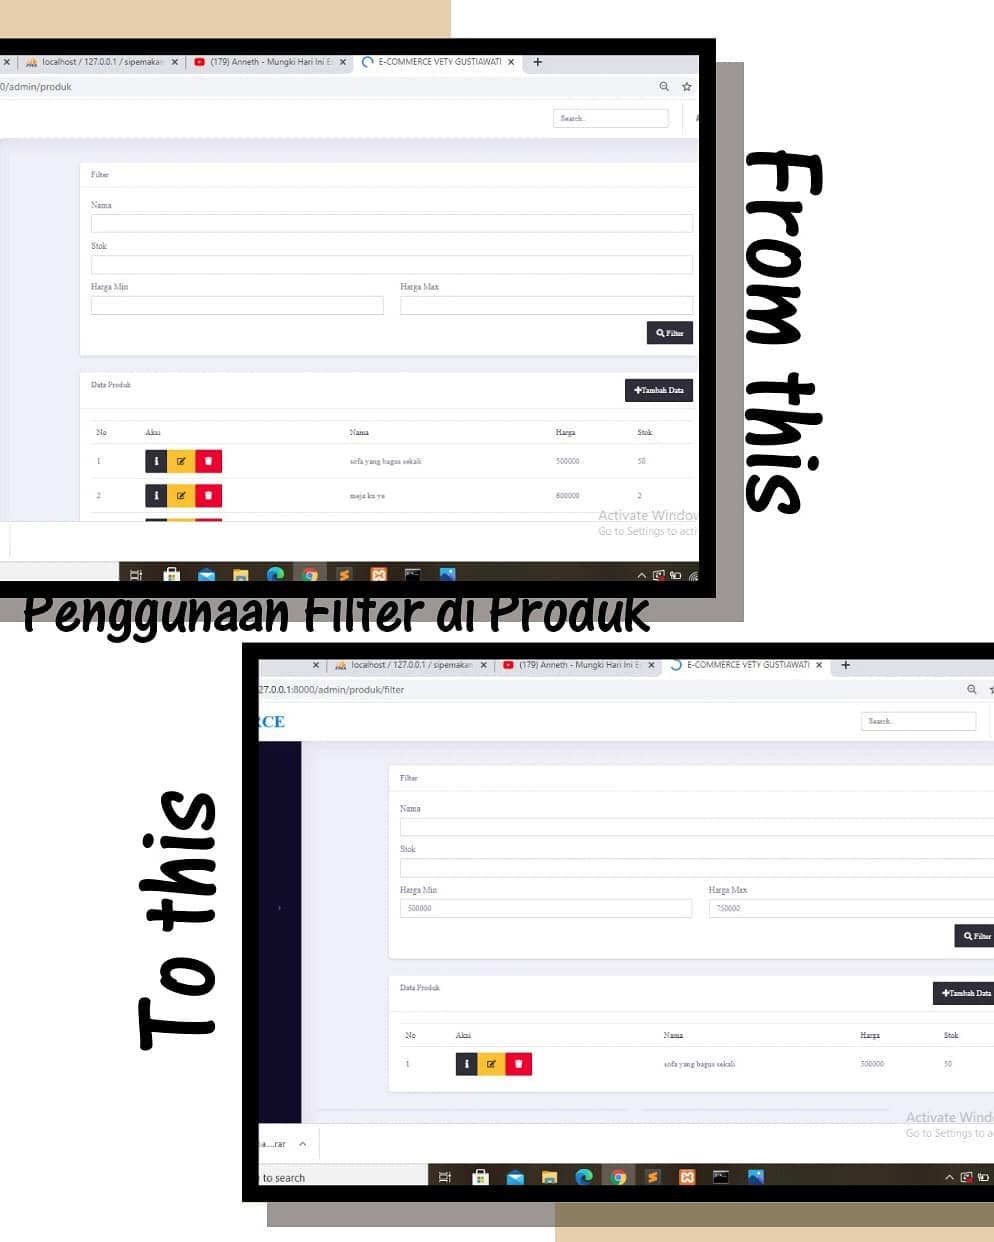 localhost / 127.0.0.1 / sipemakan
(179) Anneth - Mungki Hari Ini E
E-COMMERCE VETY GUSTIAWATI
0/admin/produk
Search..
Filter
Nama
Stok
Harga Min Harga Max
Filter
Data Produk
Tambah Data
No Aksi Nama Harga Stok
1 sofa yang bagus sekali 500000 50
2 meja ku ya 600000 2
Activate Window
Go to Settings to acti
From this
Penggunaan Filter di Produk
localhost / 127.0.0.1 / sipemakan
(179) Anneth - Mungki Hari Ini E
E-COMMERCE VETY GUSTIAWATI
27.0.0.1:8000/admin/produk/filter
RCE
Search..
Filter
Nama
Stok
Harga Min Harga Max
500000 750000
Filter
Data Produk
Tambah Data
No Aksi Nama Harga Stok
1 sofa yang bagus sekali 500000 50
Activate Wind
Go to Settings to a
a....rar
to search
To this